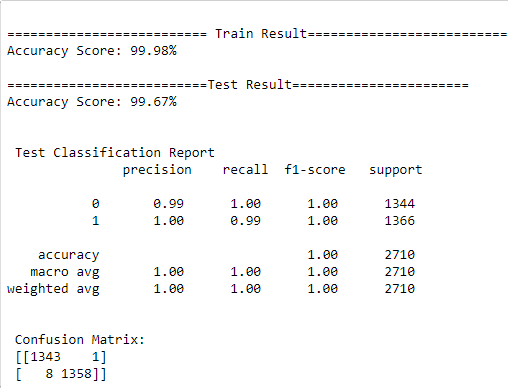 ========================== Train Result==========================
Accuracy Score: 99.98%
==========================Test Result=======================
Accuracy Score: 99.67%
Test Classification Report
precision recall f1-score support
0 0.99 1.00 1.00 1344
1 1.00 0.99 1.00 1366
accuracy 1.00 2710
macro avg 1.00 1.00 1.00 2710
weighted avg 1.00 1.00 1.00 2710
Confusion Matrix:
[[1343 1]
[ 8 1358]]